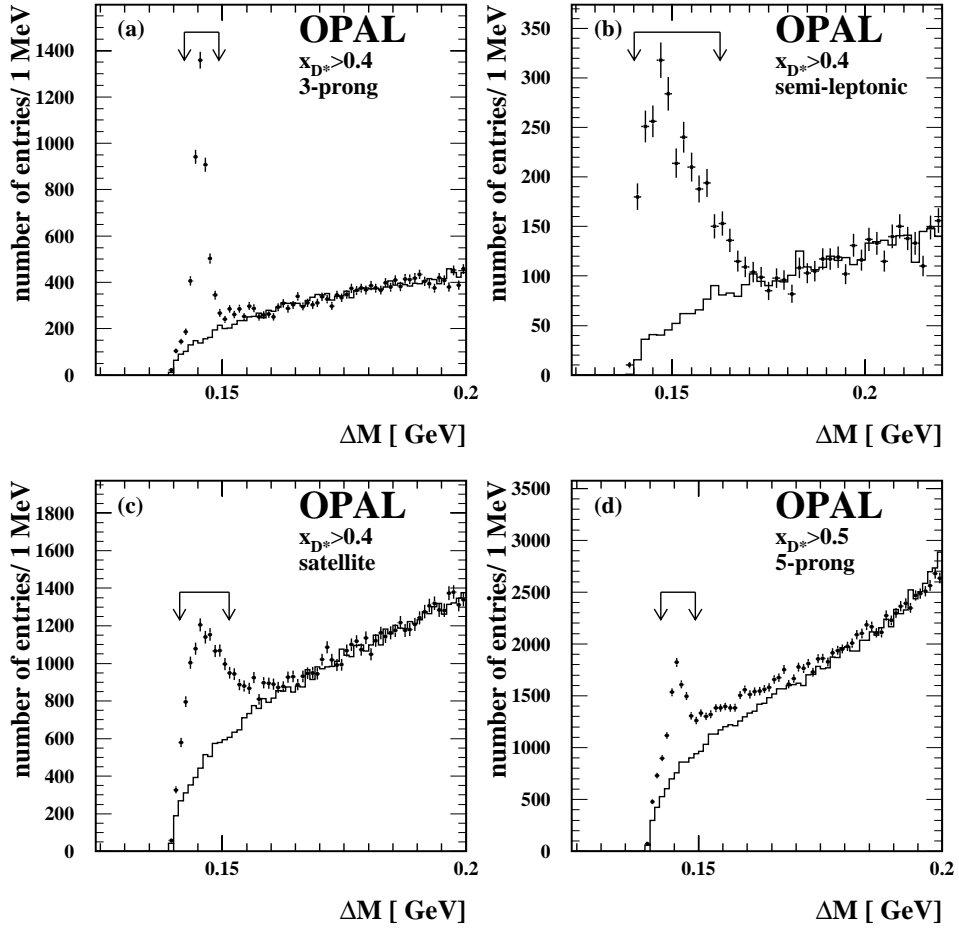 (a)
OPAL
x_D*>0.4
3-prong
number of entries/ 1 MeV
1400
1200
1000
800
600
400
200
0
0.15
0.2
ΔM [ GeV]
(b)
OPAL
x_D*>0.4
semi-leptonic
number of entries/ 1 MeV
350
300
250
200
150
100
50
0
0.15
0.2
ΔM [ GeV]
(c)
OPAL
x_D*>0.4
satellite
number of entries/ 1 MeV
1800
1600
1400
1200
1000
800
600
400
200
0
0.15
0.2
ΔM [ GeV]
(d)
OPAL
x_D*>0.5
5-prong
number of entries/ 1 MeV
3500
3000
2500
2000
1500
1000
500
0
0.15
0.2
ΔM [ GeV]